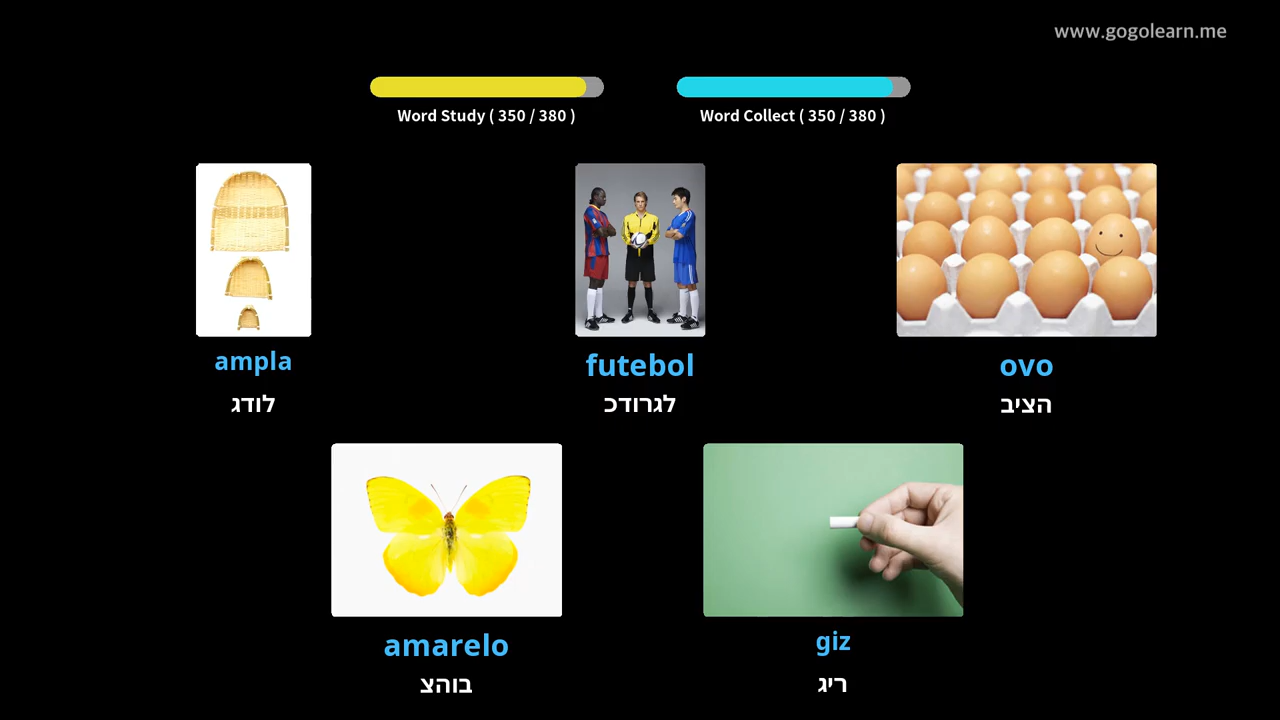 www.gogolearn.me
Word Study ( 350 / 380 )
Word Collect ( 350 / 380 )
ampla
לודג
futebol
לגרודכ
ovo
הציב
amarelo
בוהצ
giz
ריג